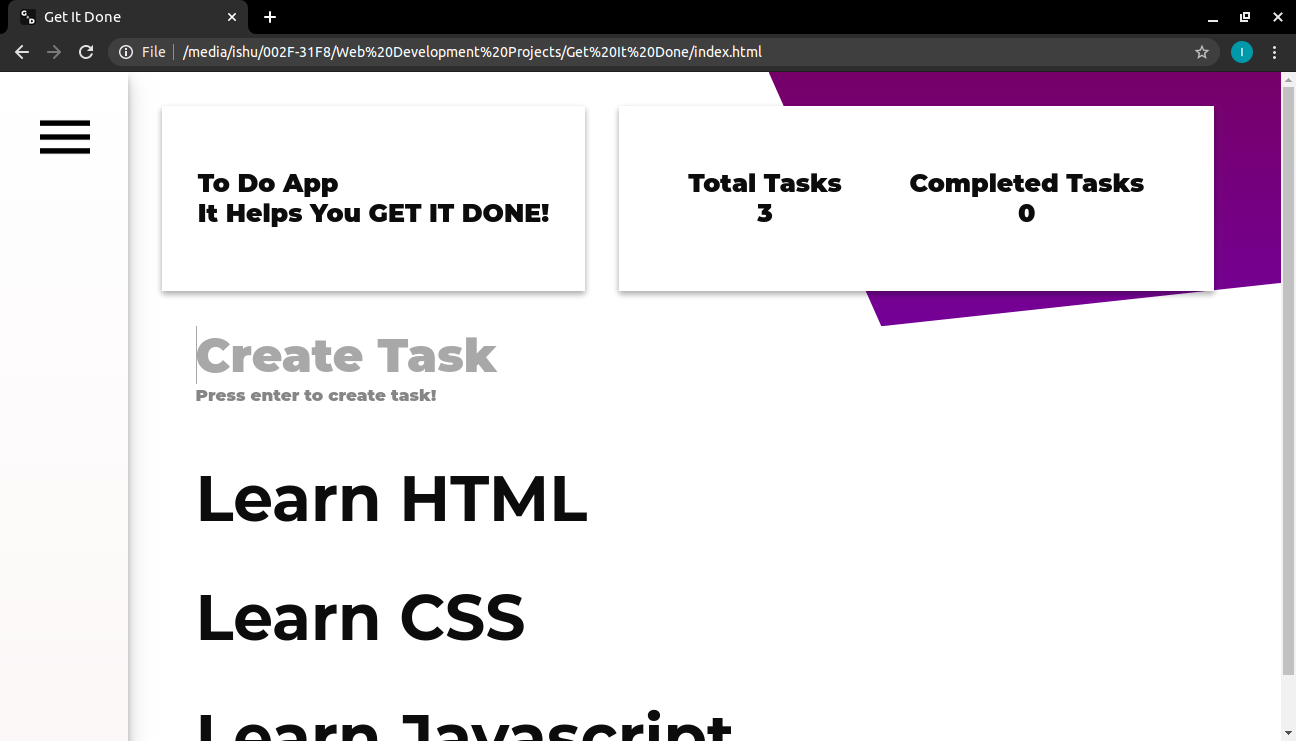 Get It Done
File
/media/ishu/002F-31F8/Web%20Development%20Projects/Get%20It%20Done/index.html
I
To Do App
It Helps You GET IT DONE!
Total Tasks
3
Completed Tasks
0
Create Task
Press enter to create task!
Learn HTML
Learn CSS
Learn Javascript